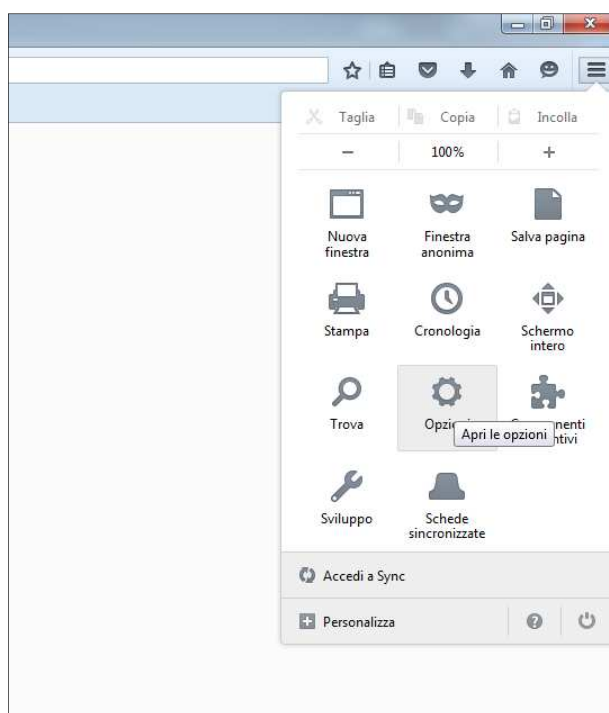 Taglia Copia Incolla
− 100% +
Nuova finestra
Finestra anonima
Salva pagina
Stampa
Cronologia
Schermo intero
Trova
Apri le opzioni
Sviluppo
Schede sincronizzate
Accedi a Sync
Personalizza